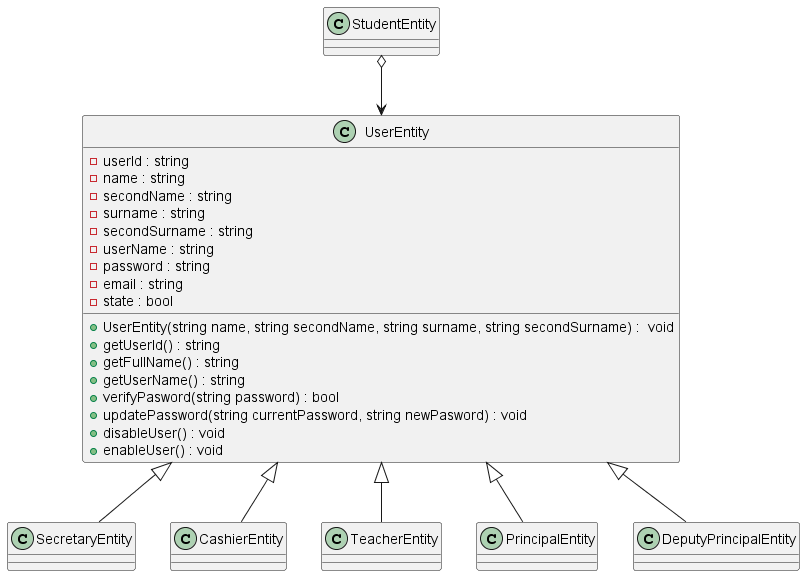 C StudentEntity
C UserEntity
userId : string
name : string
secondName : string
surname : string
secondSurname : string
userName : string
password : string
email : string
state : bool
UserEntity(string name, string secondName, string surname, string secondSurname) : void
getUserId() : string
getFullName() : string
getUserName() : string
verifyPasword(string password) : bool
updatePassword(string currentPassword, string newPasword) : void
disableUser() : void
enableUser() : void
C SecretaryEntity
C CashierEntity
C TeacherEntity
C PrincipalEntity
C DeputyPrincipalEntity